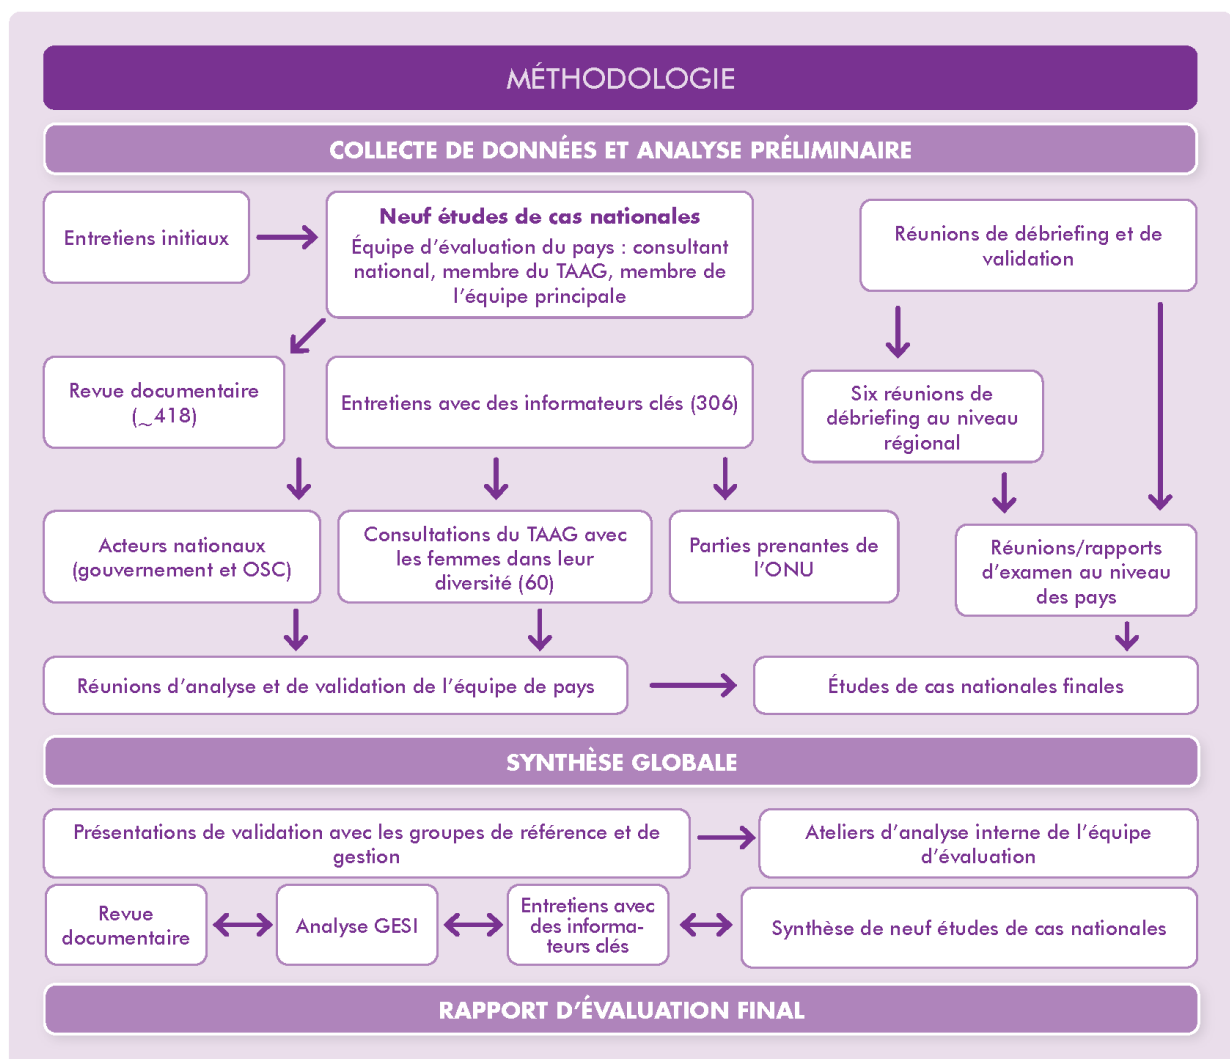 MÉTHODOLOGIE
COLLECTE DE DONNÉES ET ANALYSE PRÉLIMINAIRE
Entretiens initiaux
Neuf études de cas nationales
Équipe d’évaluation du pays : consultant
national, membre du TAAG, membre de
l’équipe principale
Réunions de débriefing et de
validation
Revue documentaire
(~418)
Entretiens avec des informateurs clés (306)
Six réunions de
débriefing au niveau
régional
Acteurs nationaux
(gouvernement et OSC)
Consultations du TAAG avec
les femmes dans leur
diversité (60)
Parties prenantes de
l’ONU
Réunions/rapports
d’examen au niveau
des pays
Réunions d’analyse et de validation de l’équipe de pays
Études de cas nationales finales
SYNTHÈSE GLOBALE
Présentations de validation avec les groupes de référence et de
gestion
Ateliers d’analyse interne de l’équipe
d’évaluation
Revue
documentaire
Analyse GESI
Entretiens avec
des informa-
teurs clés
Synthèse de neuf études de cas nationales
RAPPORT D’ÉVALUATION FINAL